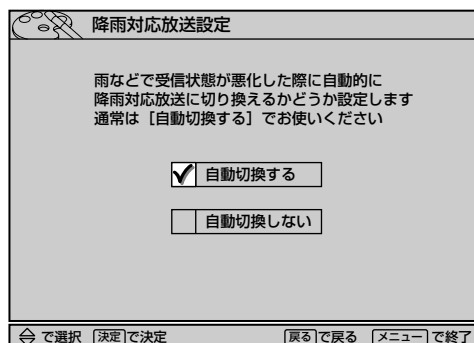 降雨対応放送設定
雨などで受信状態が悪化した際に自動的に
降雨対応放送に切り換えるかどうか設定します
通常は［自動切換する］でお使いください
自動切換する
自動切換しない
で選択 決定で決定 戻るで戻る メニューで終了